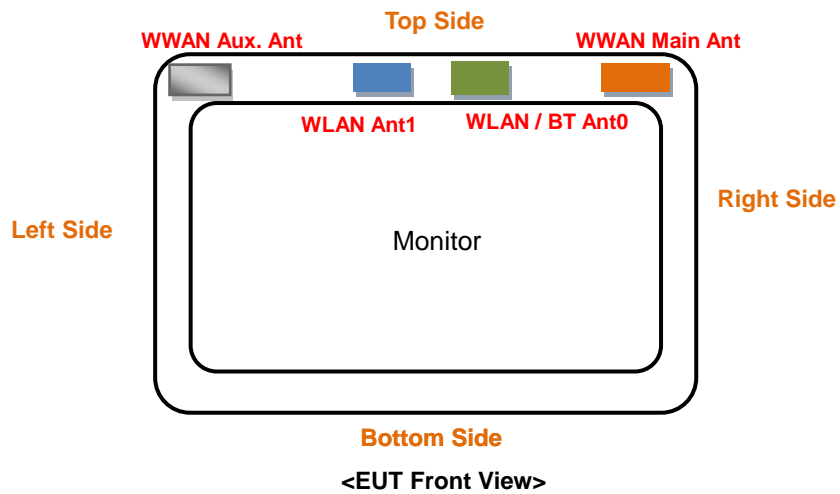 Top Side
WWAN Aux. Ant
WWAN Main Ant
WLAN Ant1
WLAN / BT Ant0
Left Side
Right Side
Monitor
Bottom Side
<EUT Front View>